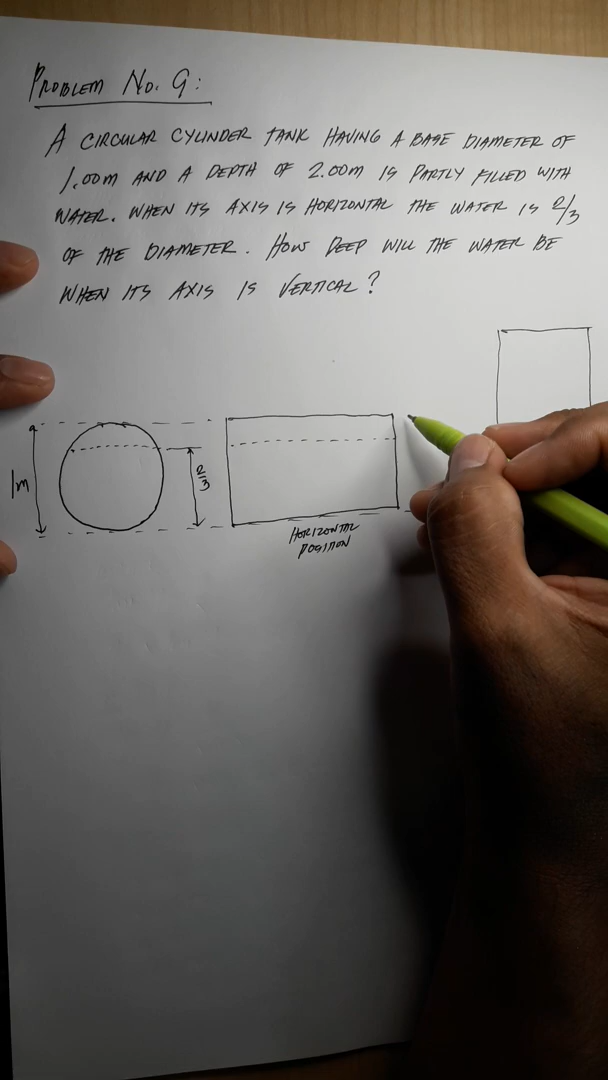 PROBLEM NO. 9:
A CIRCULAR CYLINDER TANK HAVING A BASE DIAMETER OF
1.00m AND A DEPTH OF 2.00m IS PARTLY FILLED WITH
WATER. WHEN ITS AXIS IS HORIZONTAL THE WATER IS 2/3
OF THE DIAMETER. HOW DEEP WILL THE WATER BE
WHEN ITS AXIS IS VERTICAL?
1m
2/3
HORIZONTAL
POSITION